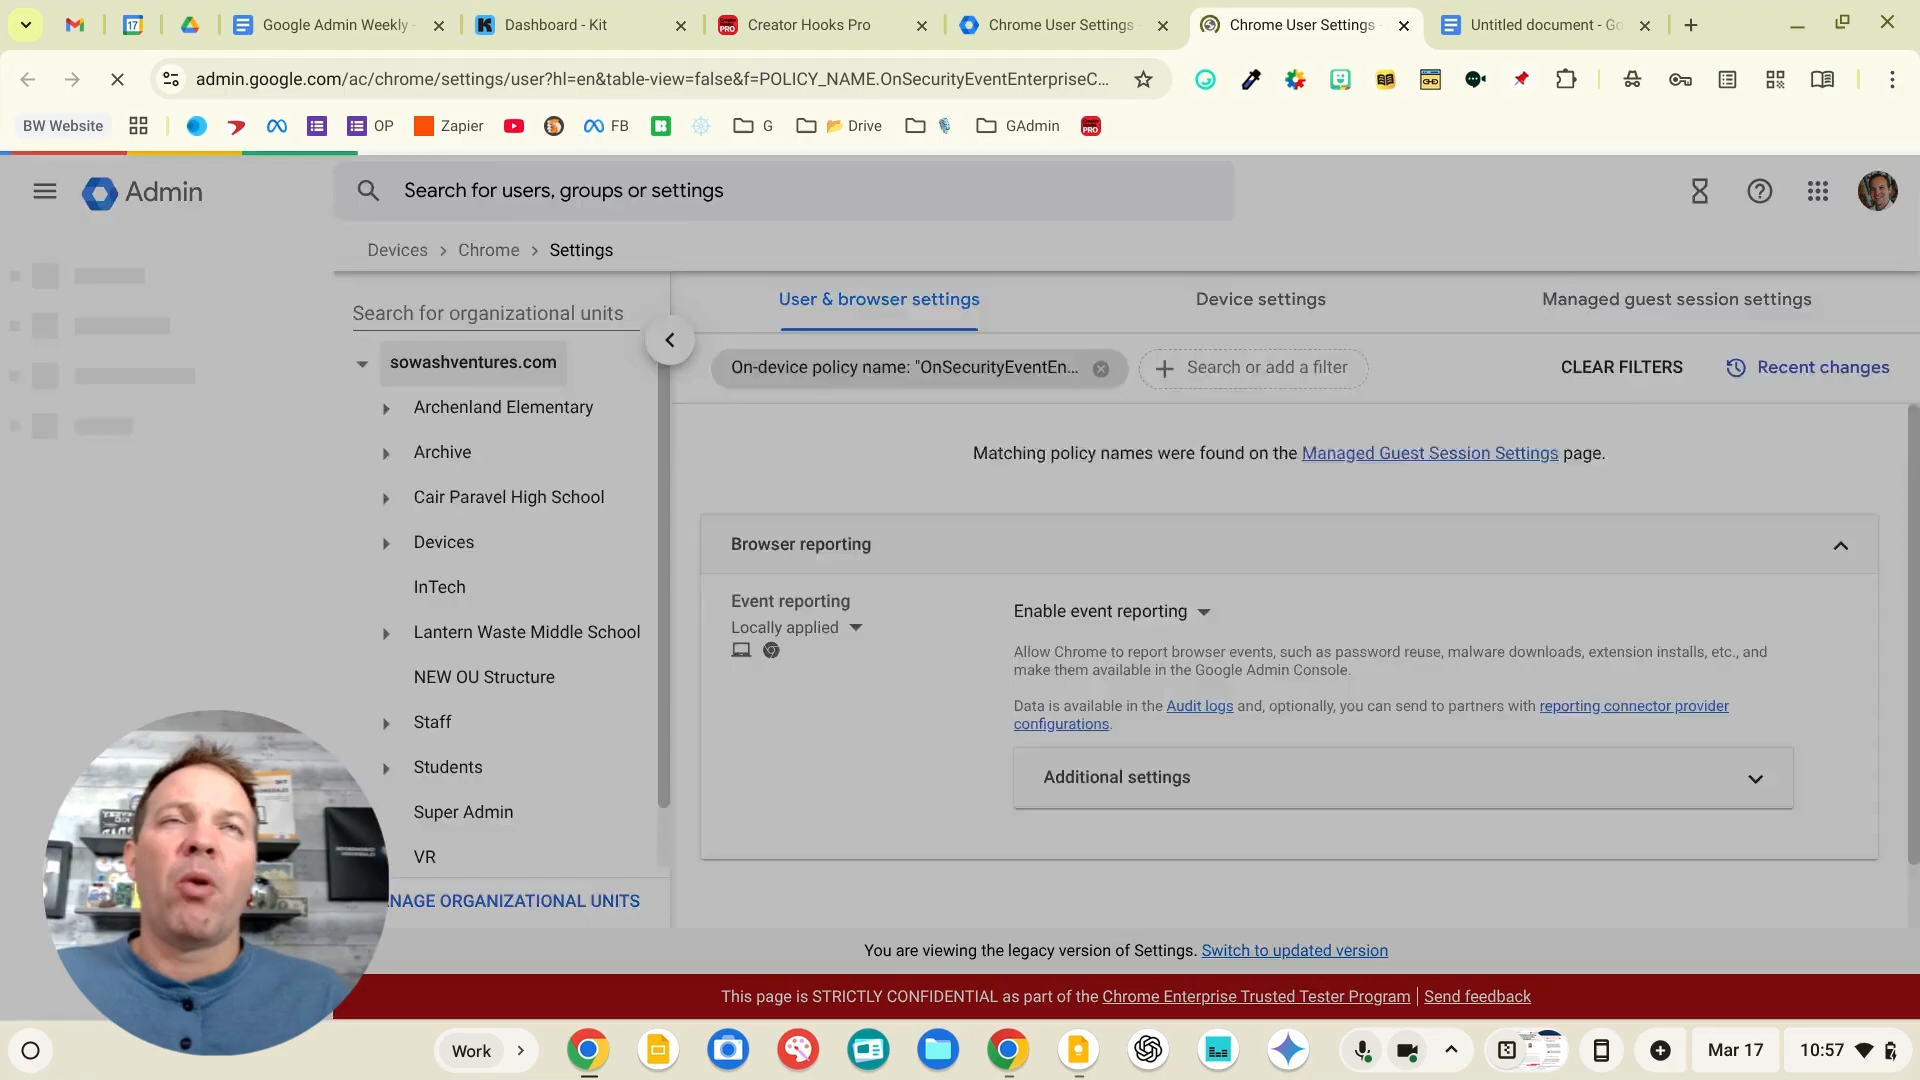 Google Admin Weekly -
Dashboard - Kit
Creator Hooks Pro
Chrome User Settings -
Chrome User Settings -
Untitled document - Go
admin.google.com/ac/chrome/settings/user?hl=en&table-view=false&f=POLICY_NAME.OnSecurityEventEnterpriseC...
BW Website
OP
Zapier
FB
G
Drive
GAdmin
Admin
Search for users, groups or settings
Devices > Chrome > Settings
Search for organizational units
sowashventures.com
Archenland Elementary
Archive
Cair Paravel High School
Devices
InTech
Lantern Waste Middle School
NEW OU Structure
Staff
Students
Super Admin
VR
NAGE ORGANIZATIONAL UNITS
User & browser settings
Device settings
Managed guest session settings
On-device policy name: "OnSecurityEventEn...
Search or add a filter
CLEAR FILTERS
Recent changes
Matching policy names were found on the Managed Guest Session Settings page.
Browser reporting
Event reporting
Locally applied
Enable event reporting
Allow Chrome to report browser events, such as password reuse, malware downloads, extension installs, etc., and
make them available in the Google Admin Console.
Data is available in the Audit logs and, optionally, you can send to partners with reporting connector provider
configurations.
Additional settings
You are viewing the legacy version of Settings. Switch to updated version
This page is STRICTLY CONFIDENTIAL as part of the Chrome Enterprise Trusted Tester Program | Send feedback
Work
Mar 17
10:57